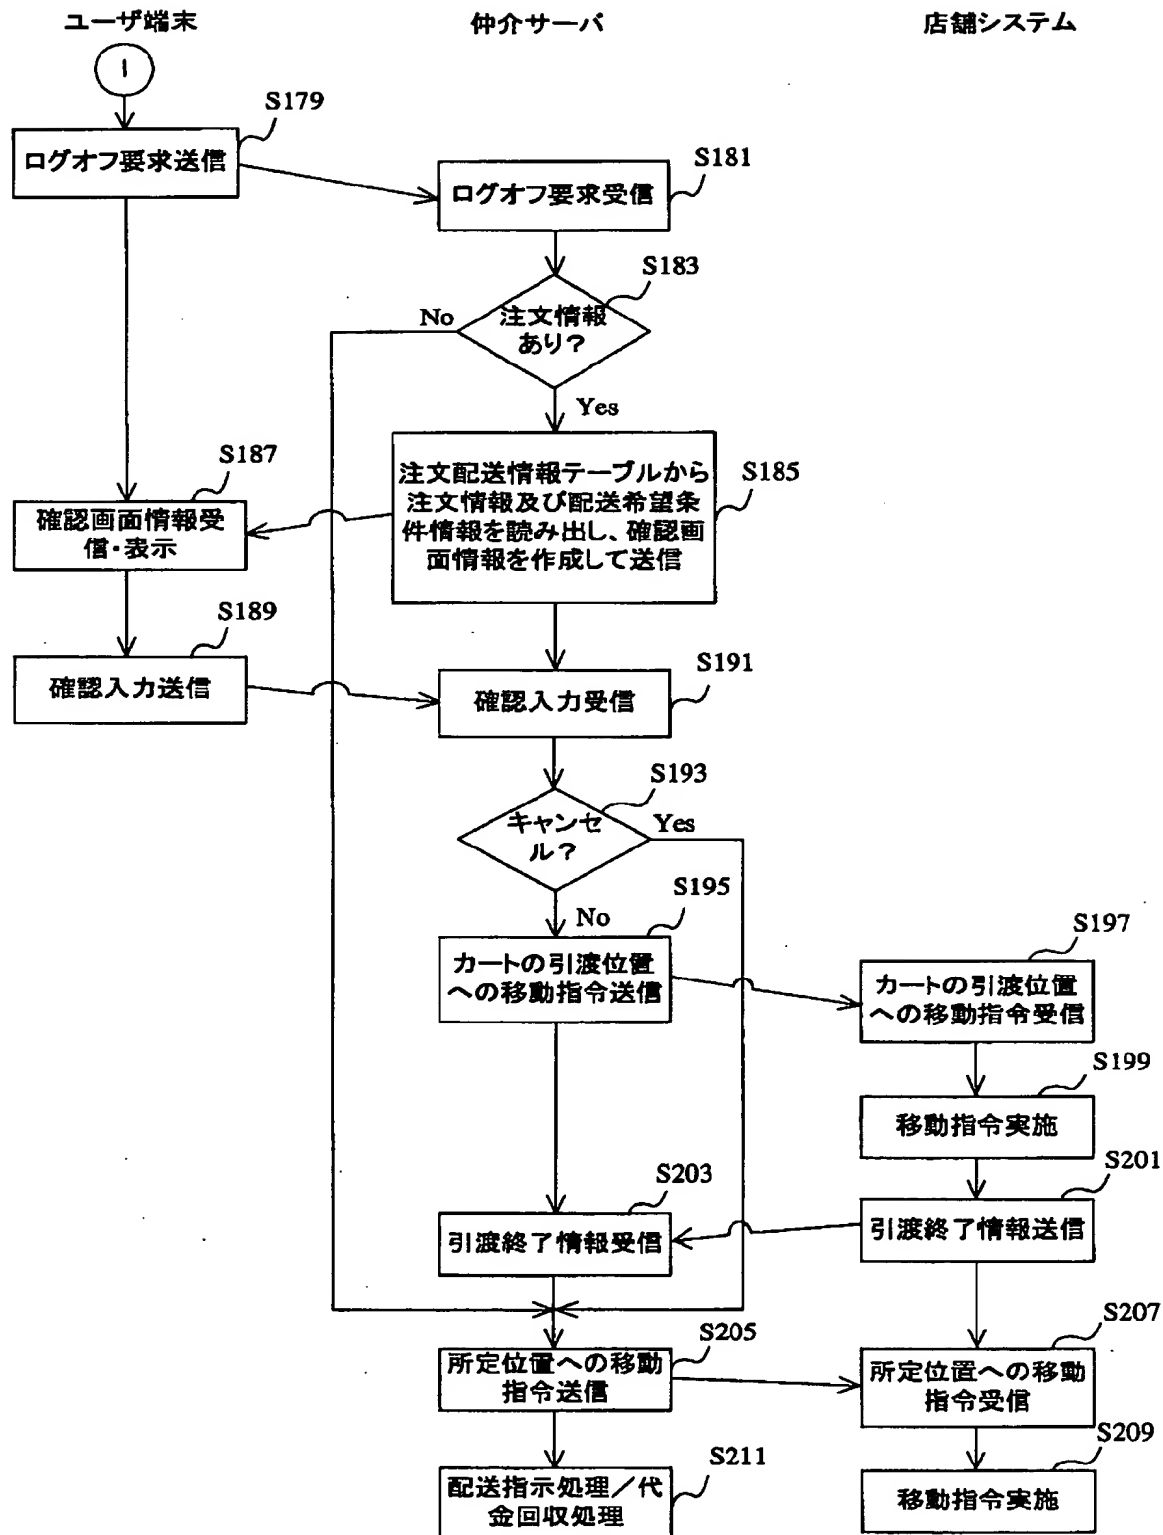 ユーザ端末
仲介サーバ
店舗システム
1
S179
ログオフ要求送信
S181
ログオフ要求受信
S183
注文情報
あり？
No
Yes
S185
注文配送情報テーブルから
注文情報及び配送希望条
件情報を読み出し、確認画
面情報を作成して送信
S187
確認画面情報受
信・表示
S189
確認入力送信
S191
確認入力受信
S193
キャンセ
ル？
Yes
No
S195
カートの引渡位置
への移動指令送信
S197
カートの引渡位置
への移動指令受信
S199
移動指令実施
S201
引渡終了情報送信
S203
引渡終了情報受信
S205
所定位置への移動
指令送信
S207
所定位置への移動
指令受信
S209
移動指令実施
S211
配送指示処理／代
金回収処理